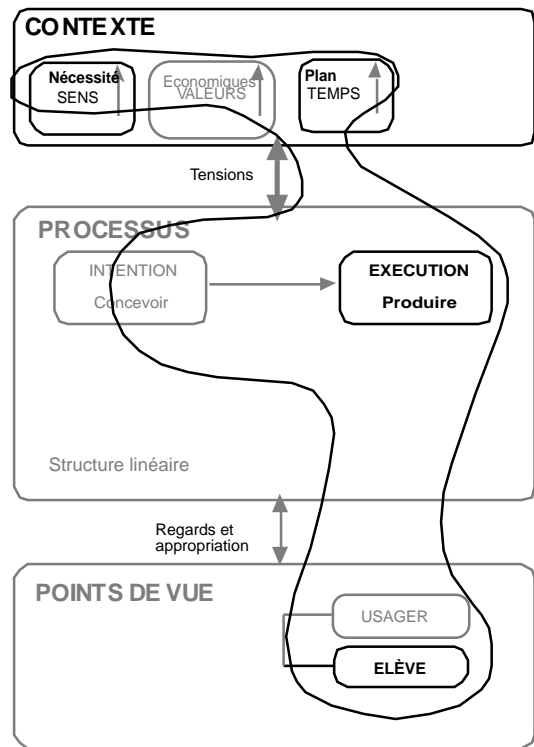 CONTEXTE
Nécessité
SENS
Economiques
VALEURS
Plan
TEMPS
Tensions
PROCESSUS
INTENTION
Concevoir
EXECUTION
Produire
Structure linéaire
Regards et
appropriation
POINTS DE VUE
USAGER
ELÈVE